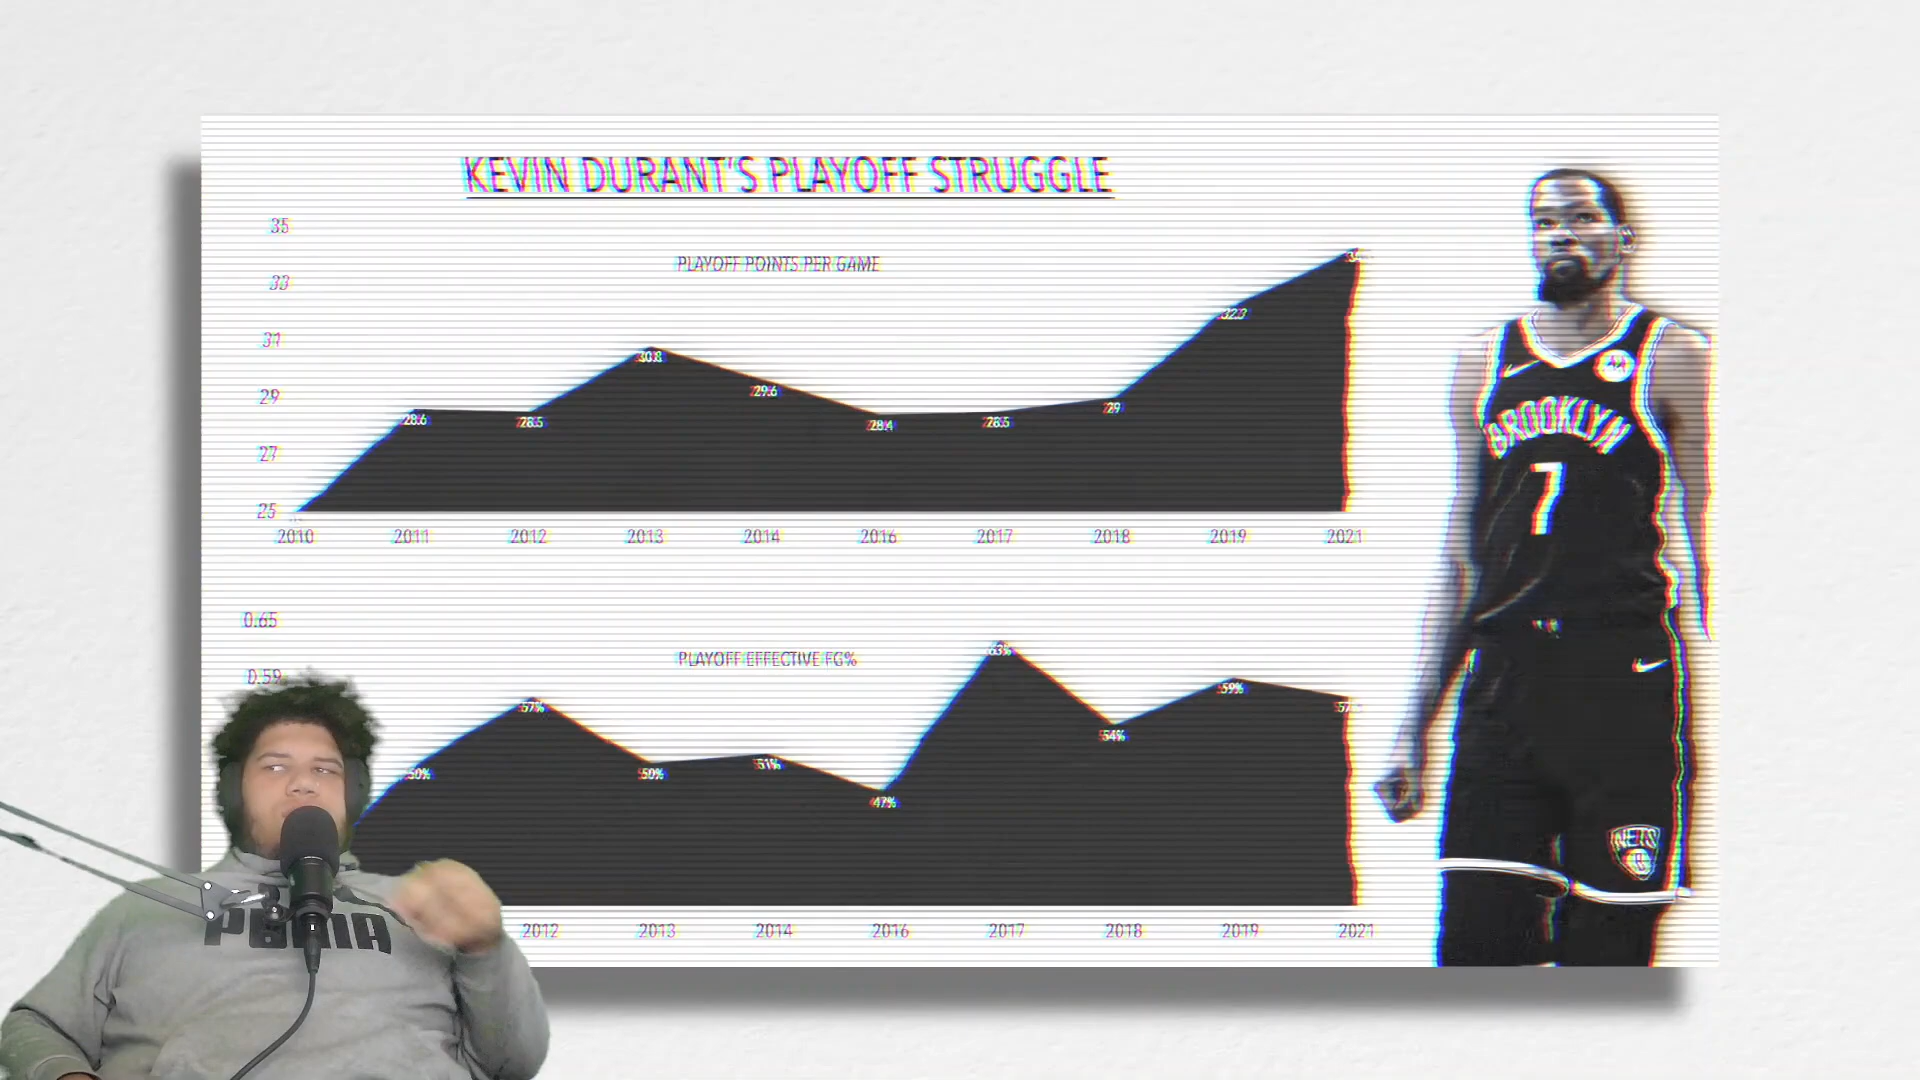 KEVIN DURANT'S PLAYOFF STRUGGLE
35
PLAYOFF POINTS PER GAME
33
31
29
27
25
32.3
30.8
29.6
29
28.6
28.5
28.4
28.5
2010 2011 2012 2013 2014 2016 2017 2018 2019 2021
BROOKLYN
7
0.65
PLAYOFF EFFECTIVE FG%
0.59
63%
59%
57%
54%
51%
50%
50%
47%
2012 2013 2014 2016 2017 2018 2019 2021
NETS
B
PUMA